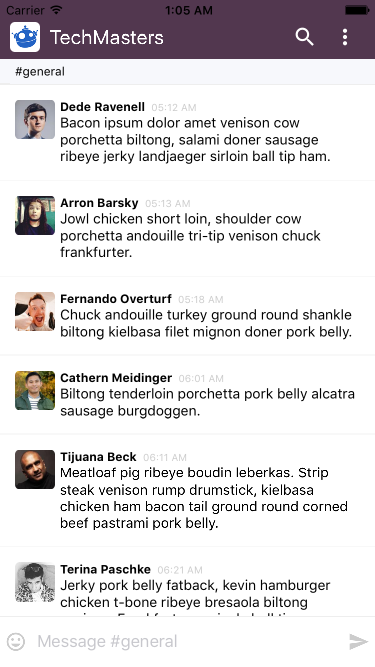 Carrier 1:05 AM
TechMasters
#general
Dede Ravenell 05:12 AM
Bacon ipsum dolor amet venison cow
porchetta biltong, salami doner sausage
ribeye jerky landjaeger sirloin ball tip ham.
Arron Barsky 05:13 AM
Jowl chicken short loin, shoulder cow
porchetta andouille tri-tip venison chuck
frankfurter.
Fernando Overturf 05:18 AM
Chuck andouille turkey ground round shankle
biltong kielbasa filet mignon doner pork belly.
Cathern Meidinger 06:01 AM
Biltong tenderloin porchetta pork belly alcatra
sausage burgdoggen.
Tijuana Beck 06:11 AM
Meatloaf pig ribeye boudin leberkas. Strip
steak venison rump drumstick, kielbasa
chicken ham bacon tail ground round corned
beef pastrami pork belly.
Terina Paschke 06:21 AM
Jerky pork belly fatback, kevin hamburger
chicken t-bone ribeye bresaola biltong
Message #general